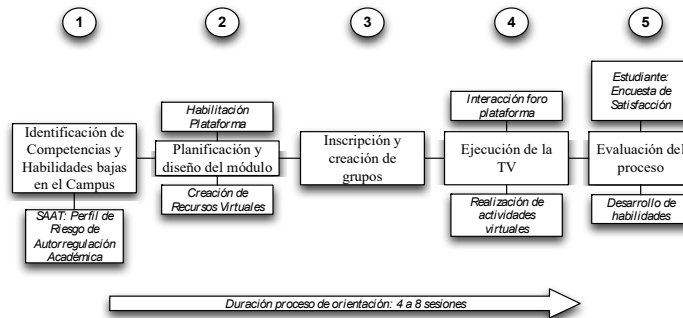 1
2
3
4
5
Identificación de
Competencias y
Habilidades bajas
en el Campus
SAAT: Perfil de
Riesgo de
Autorregulación
Académica
Habilitación
Plataforma
Planificación y
diseño del módulo
Creación de
Recursos Virtuales
Inscripción y
creación de
grupos
Interacción foro
plataforma
Ejecución de la
TV
Realización de
actividades
virtuales
Estudiante:
Encuesta de
Satisfacción
Evaluación del
proceso
Desarrollo de
habilidades
Duración proceso de orientación: 4 a 8 sesiones